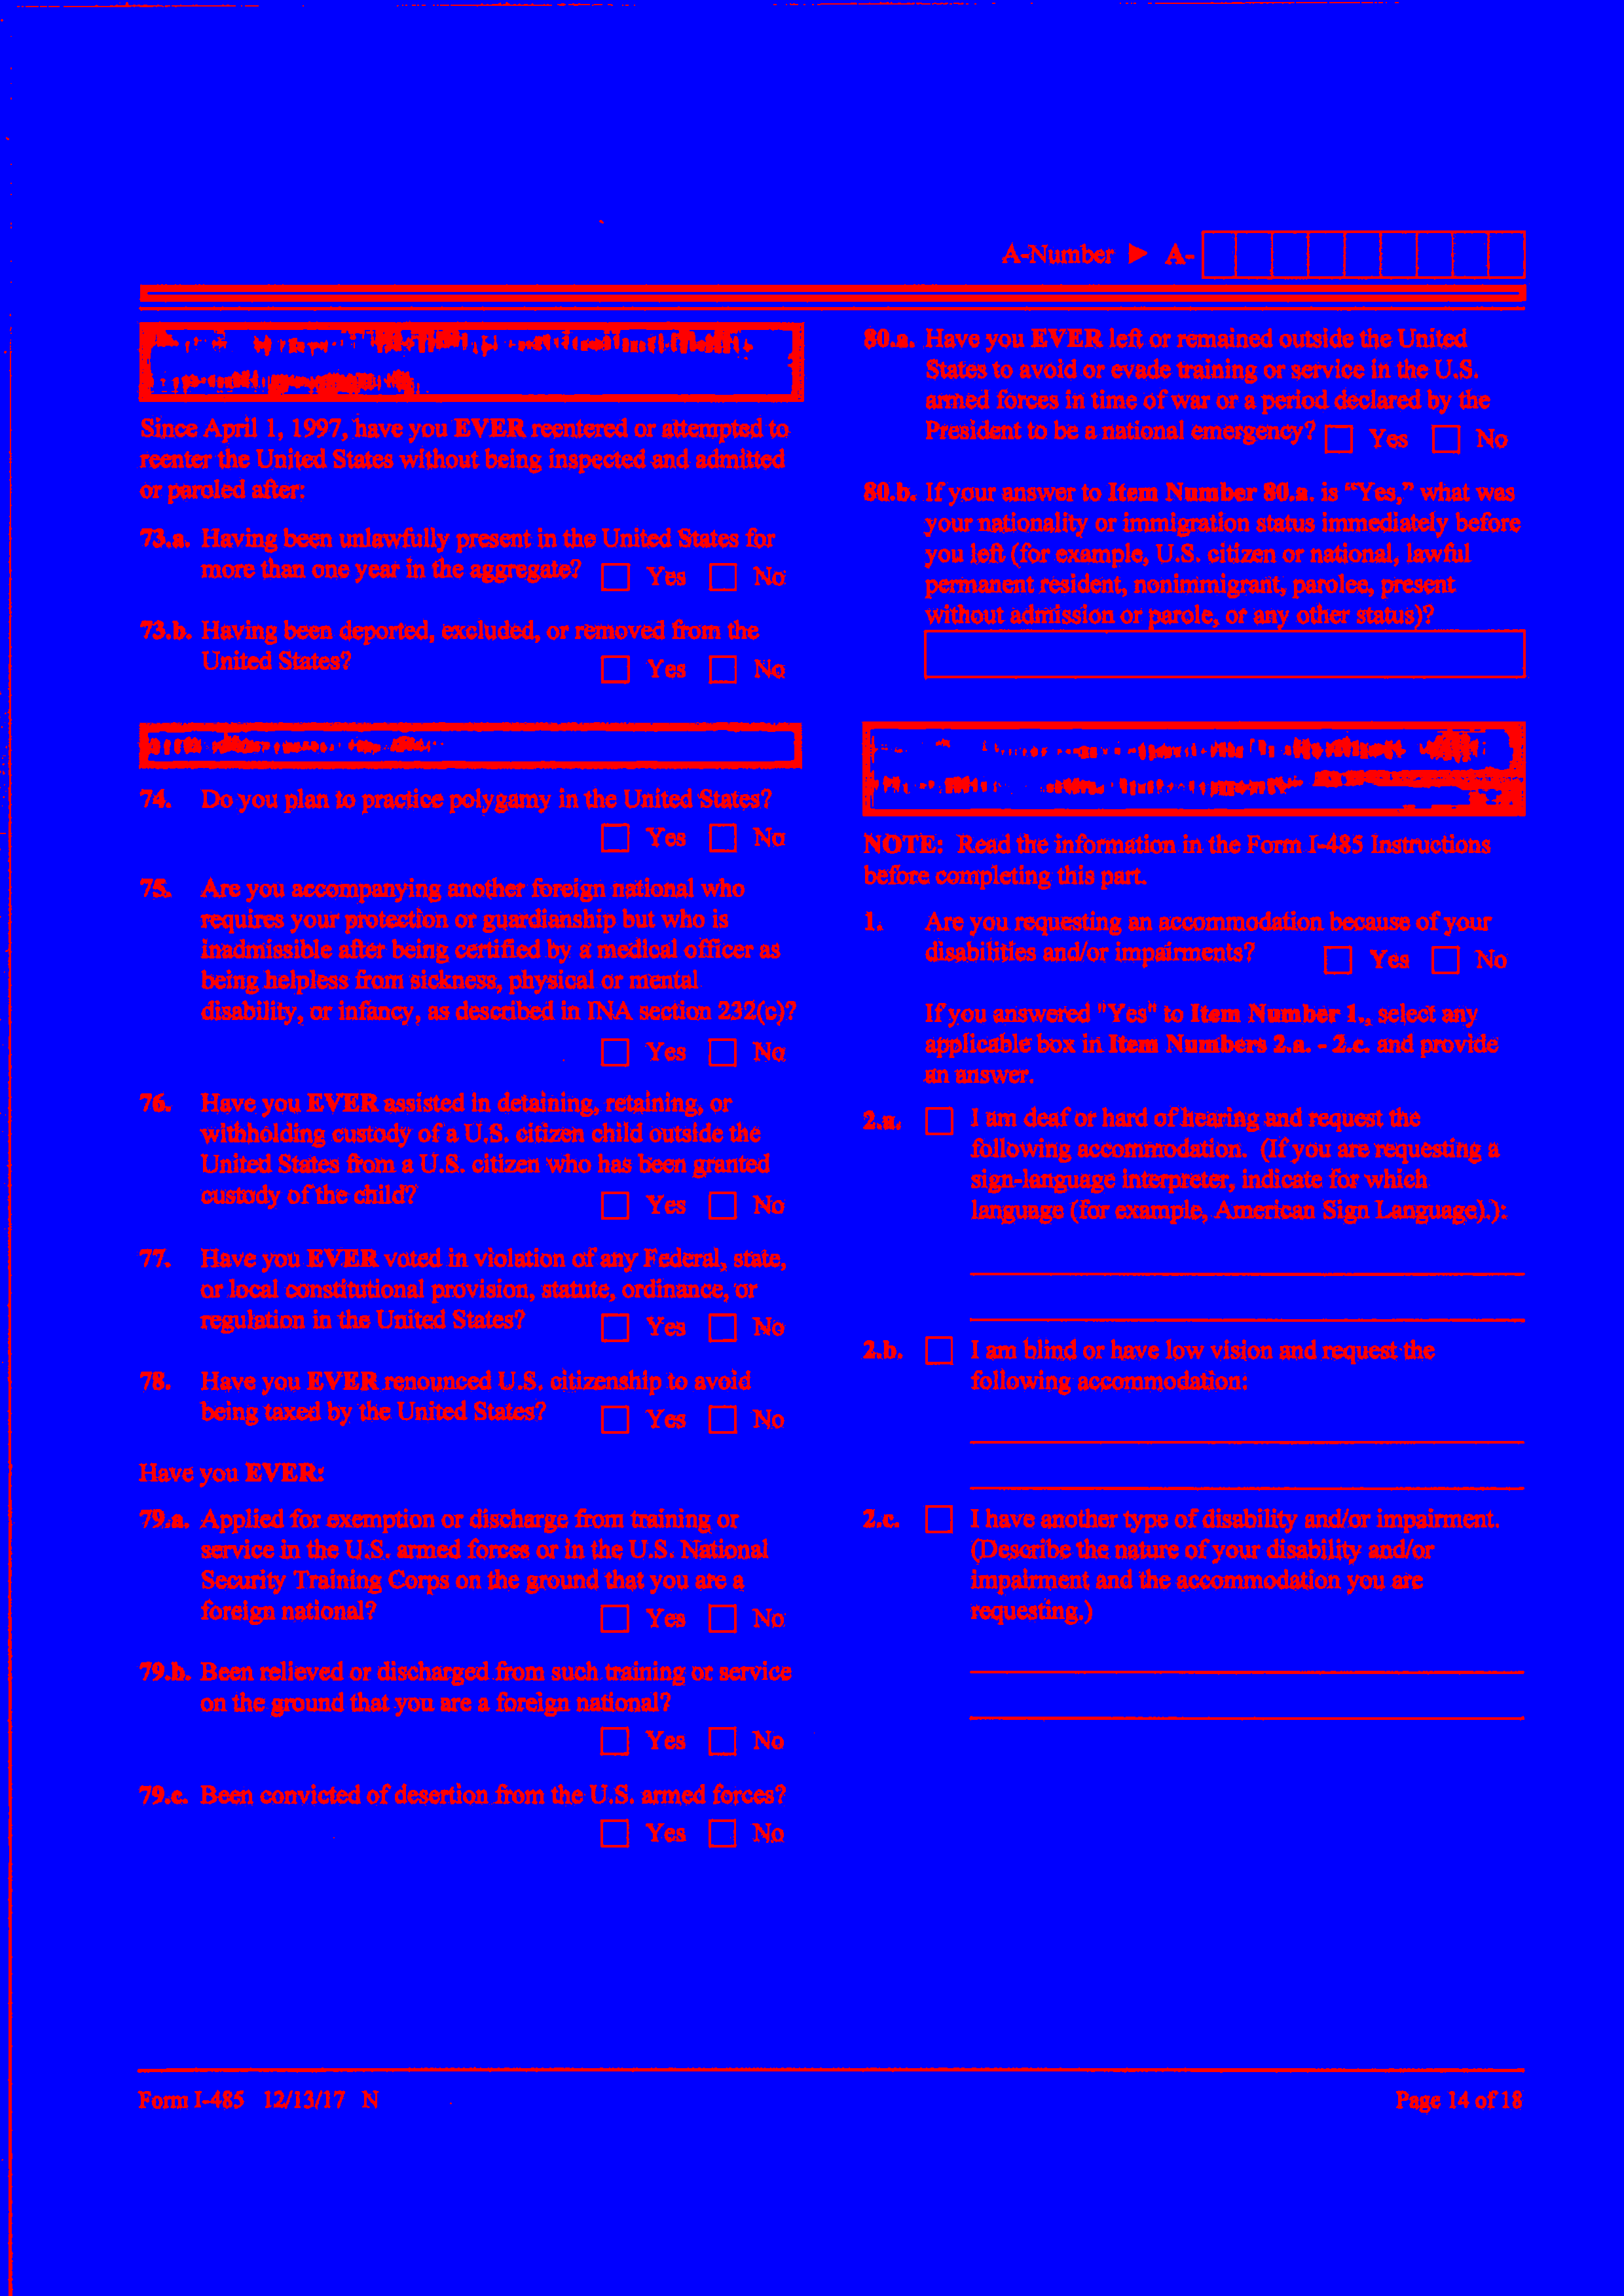 A-Number ► A-
Since April 1, 1997, have you EVER reentered or attempted to
reenter the United States without being inspected and admitted
or paroled after:
73.a. Having been unlawfully present in the United States for
more than one year in the aggregate? Yes No
73.b. Having been deported, excluded, or removed from the
United States? Yes No
74. Do you plan to practice polygamy in the United States?
Yes No
75. Are you accompanying another foreign national who
requires your protection or guardianship but who is
inadmissible after being certified by a medical officer as
being helpless from sickness, physical or mental
disability, or infancy, as described in INA section 232(c)?
Yes No
76. Have you EVER assisted in detaining, retaining, or
withholding custody of a U.S. citizen child outside the
United States from a U.S. citizen who has been granted
custody of the child? Yes No
77. Have you EVER voted in violation of any Federal, state,
or local constitutional provision, statute, ordinance, or
regulation in the United States? Yes No
78. Have you EVER renounced U.S. citizenship to avoid
being taxed by the United States? Yes No
Have you EVER:
79.a. Applied for exemption or discharge from training or
service in the U.S. armed forces or in the U.S. National
Security Training Corps on the ground that you are a
foreign national? Yes No
79.b. Been relieved or discharged from such training or service
on the ground that you are a foreign national?
Yes No
79.c. Been convicted of desertion from the U.S. armed forces?
Yes No
80.a. Have you EVER left or remained outside the United
States to avoid or evade training or service in the U.S.
armed forces in time of war or a period declared by the
President to be a national emergency? Yes No
80.b. If your answer to Item Number 80.a. is “Yes,” what was
your nationality or immigration status immediately before
you left (for example, U.S. citizen or national, lawful
permanent resident, nonimmigrant, parolee, present
without admission or parole, or any other status)?
NOTE: Read the information in the Form I-485 Instructions
before completing this part.
1. Are you requesting an accommodation because of your
disabilities and/or impairments? Yes No
If you answered "Yes" to Item Number 1., select any
applicable box in Item Numbers 2.a. - 2.c. and provide
an answer.
2.a. I am deaf or hard of hearing and request the
following accommodation. (If you are requesting a
sign-language interpreter, indicate for which
language (for example, American Sign Language).):
2.b. I am blind or have low vision and request the
following accommodation:
2.c. I have another type of disability and/or impairment.
(Describe the nature of your disability and/or
impairment and the accommodation you are
requesting.)
Form I-485 12/13/17 N
Page 14 of 18